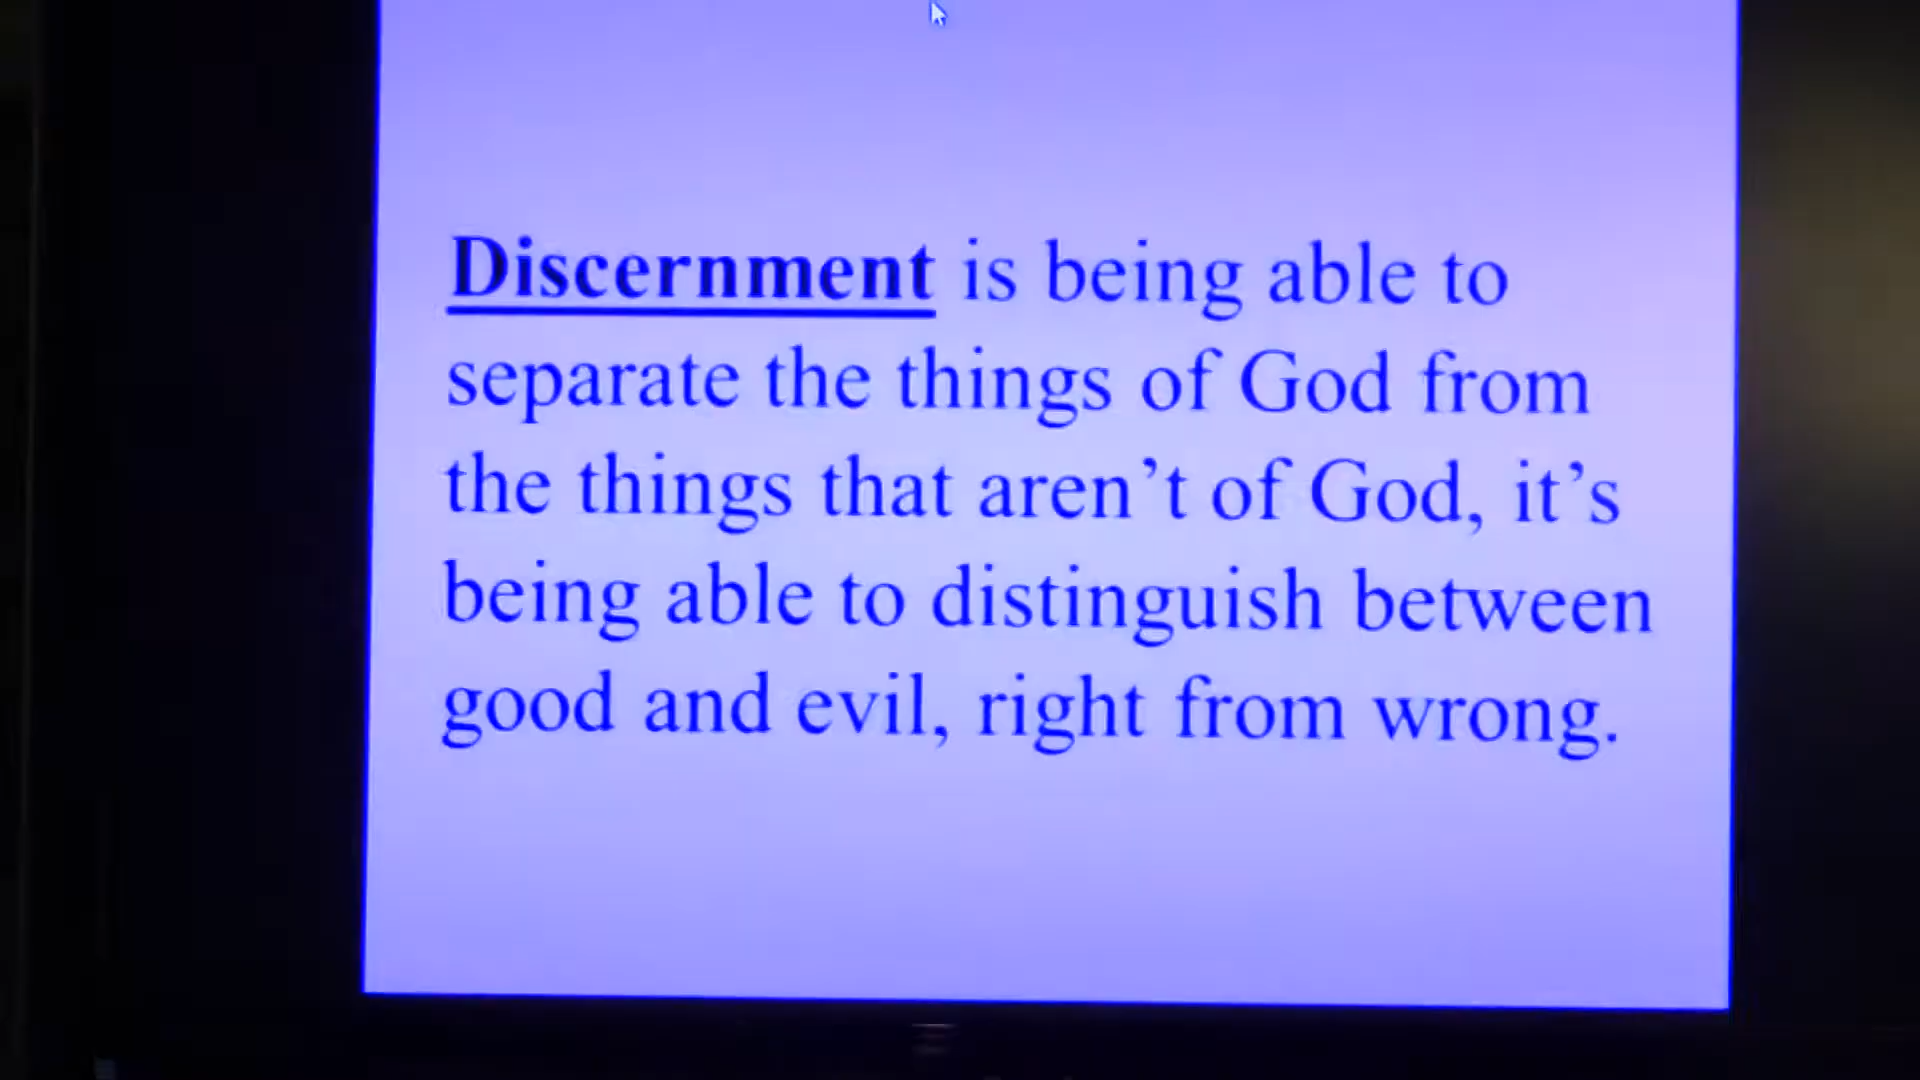 Discernment is being able to
separate the things of God from
the things that aren’t of God, it’s
being able to distinguish between
good and evil, right from wrong.